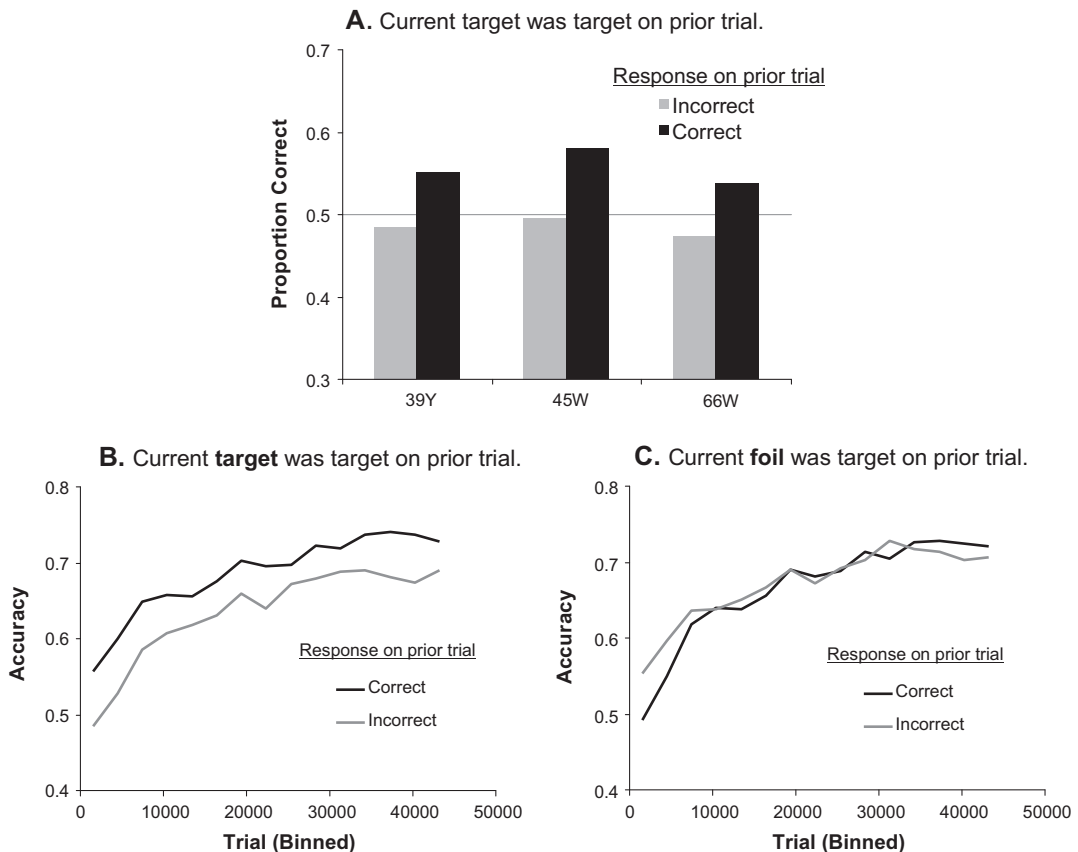 A. Current target was target on prior trial.
0.7
0.6
0.5
0.4
0.3
Proportion Correct
Response on prior trial
Incorrect
Correct
39Y 45W 66W
B. Current target was target on prior trial.
0.8
0.7
0.6
0.5
0.4
Accuracy
Response on prior trial
Correct
Incorrect
0 10000 20000 30000 40000 50000
Trial (Binned)
C. Current foil was target on prior trial.
0.8
0.7
0.6
0.5
0.4
Accuracy
Response on prior trial
Correct
Incorrect
0 10000 20000 30000 40000 50000
Trial (Binned)